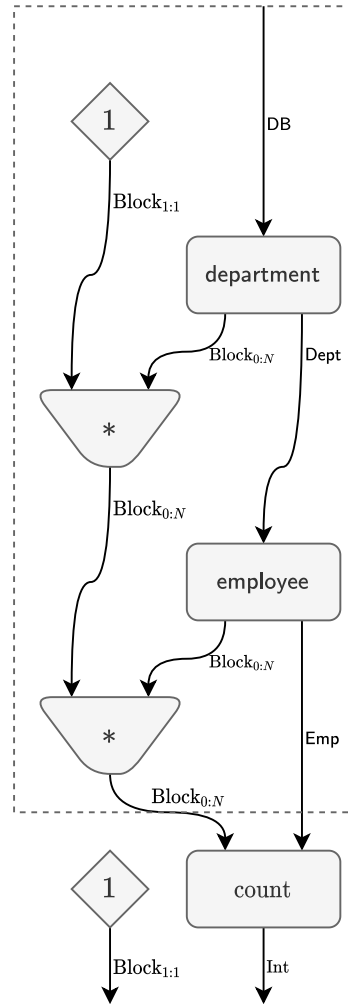 DB
1
Block1:1
department
Block0:N
Dept
*
Block0:N
employee
Block0:N
*
Emp
Block0:N
1
count
Block1:1
Int